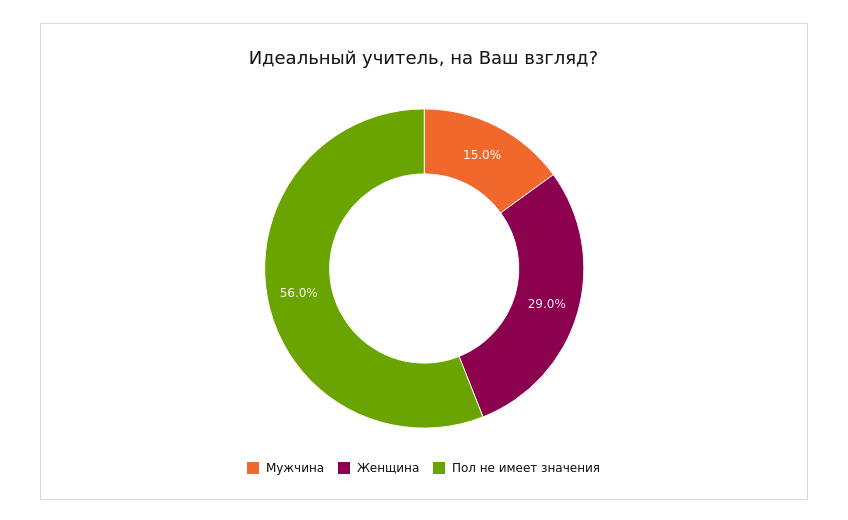 Идеальный учитель, на Ваш взгляд?
15.0%
29.0%
56.0%
Мужчина Женщина Пол не имеет значения